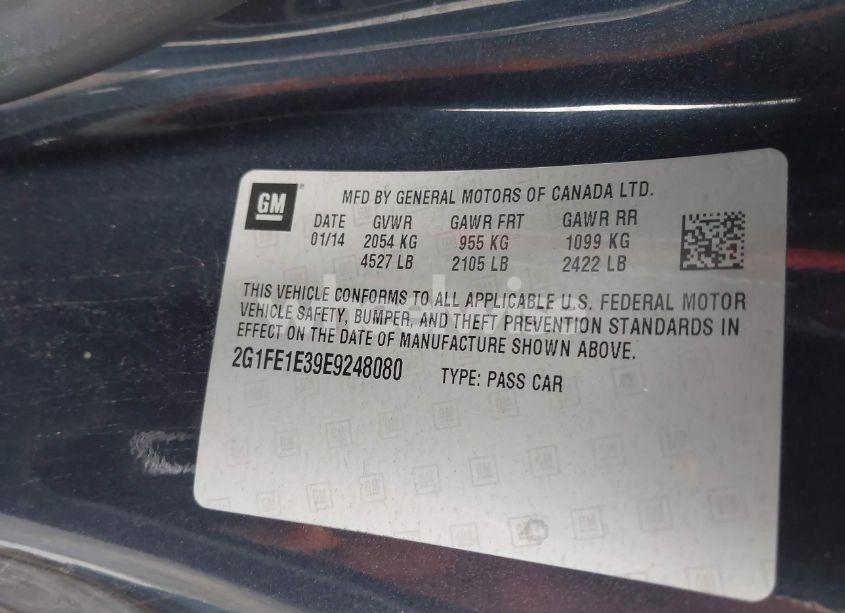 GM
MFD BY GENERAL MOTORS OF CANADA LTD.
DATE GVWR GAWR FRT GAWR RR
01/14 2054 KG 955 KG 1099 KG
4527 LB 2105 LB 2422 LB
THIS VEHICLE CONFORMS TO ALL APPLICABLE U.S. FEDERAL MOTOR
VEHICLE SAFETY, BUMPER, AND THEFT PREVENTION STANDARDS IN
EFFECT ON THE DATE OF MANUFACTURE SHOWN ABOVE.
2G1FE1E39E9248080 TYPE: PASS CAR